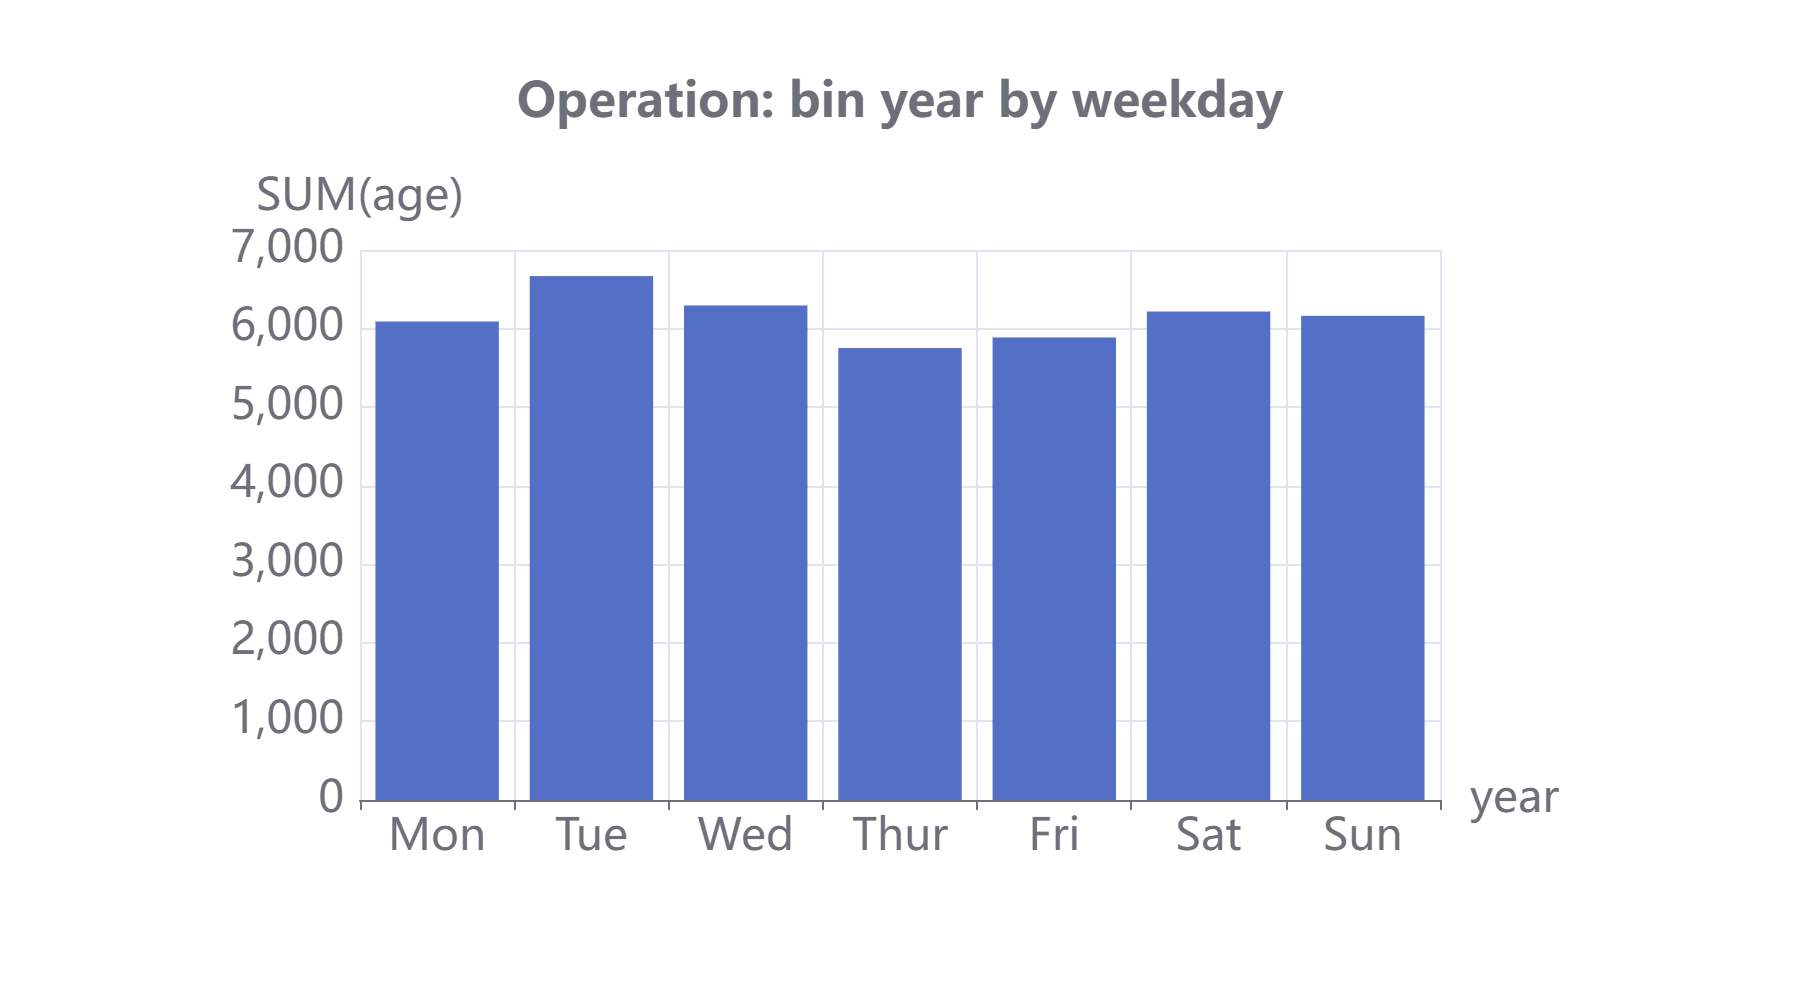 Operation: bin year by weekday
SUM(age)
7,000
6,000
5,000
4,000
3,000
2,000
1,000
0
year
Mon Tue Wed Thur Fri Sat Sun